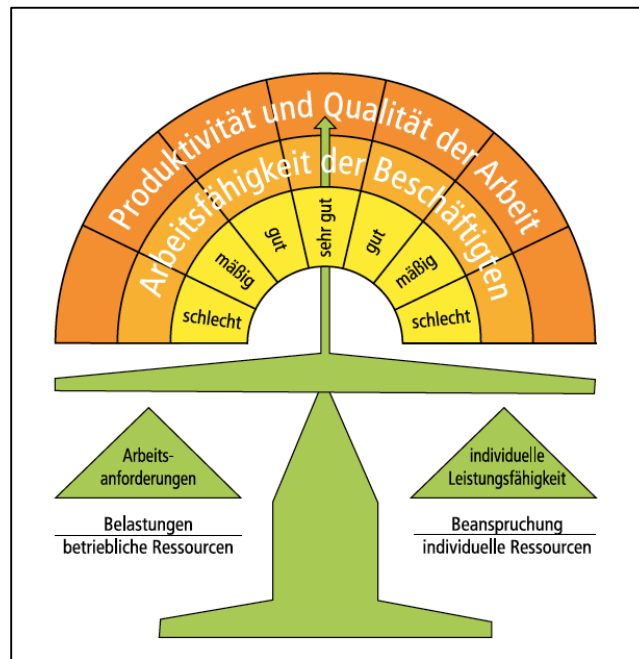 Produktivität und Qualität der Arbeit
Arbeitsfähigkeit der Beschäftigten
schlecht
mäßig
gut
sehr gut
gut
mäßig
schlecht
Arbeits-
anforderungen
Belastungen
betriebliche Ressourcen
individuelle
Leistungsfähigkeit
Beanspruchung
individuelle Ressourcen